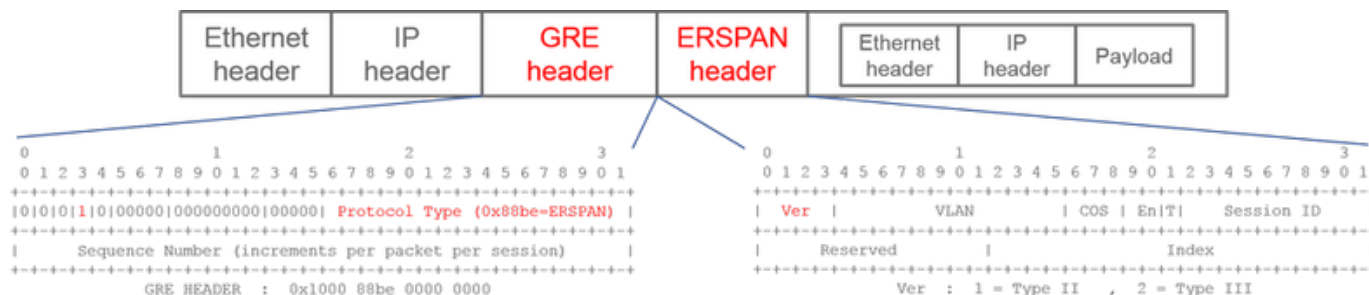 Ethernet header
IP header
GRE header
ERSPAN header
Ethernet header
IP header
Payload
0 1 2 3
0 1 2 3 4 5 6 7 8 9 0 1 2 3 4 5 6 7 8 9 0 1 2 3 4 5 6 7 8 9 0 1
+-+-+-+-+-+-+-+-+-+-+-+-+-+-+-+-+-+-+-+-+-+-+-+-+-+-+-+-+-+-+-+-+
|0|0|0|1|0|00000|000000000|00000| Protocol Type (0x88be=ERSPAN) |
+-+-+-+-+-+-+-+-+-+-+-+-+-+-+-+-+-+-+-+-+-+-+-+-+-+-+-+-+-+-+-+-+
| Sequence Number (increments per packet per session) |
+-+-+-+-+-+-+-+-+-+-+-+-+-+-+-+-+-+-+-+-+-+-+-+-+-+-+-+-+-+-+-+-+
GRE HEADER : 0x1000 88be 0000 0000
0 1 2 3
0 1 2 3 4 5 6 7 8 9 0 1 2 3 4 5 6 7 8 9 0 1 2 3 4 5 6 7 8 9 0 1
+-+-+-+-+-+-+-+-+-+-+-+-+-+-+-+-+-+-+-+-+-+-+-+-+-+-+-+-+-+-+-+-+
| Ver | VLAN | COS | En|T| Session ID
+-+-+-+-+-+-+-+-+-+-+-+-+-+-+-+-+-+-+-+-+-+-+-+-+-+-+-+-+-+-+-+-+
| Reserved | Index
+-+-+-+-+-+-+-+-+-+-+-+-+-+-+-+-+-+-+-+-+-+-+-+-+-+-+-+-+-+-+-+-+
Ver : 1 = Type II , 2 = Type III